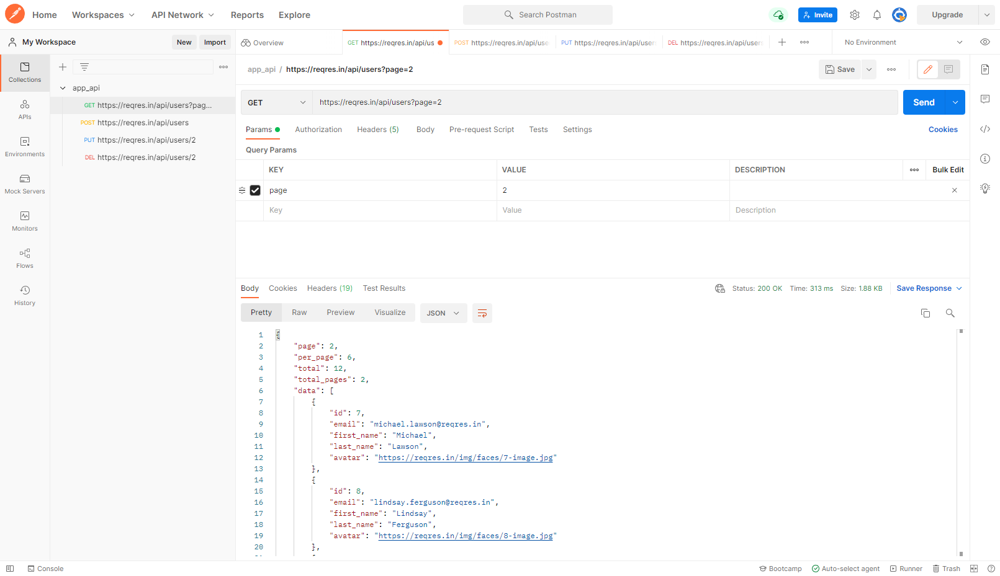 Home Workspaces API Network Reports Explore Search Postman Invite Upgrade
My Workspace New Import Overview GET https://reqres.in/api/us POST https://reqres.in/api/use PUT https://reqres.in/api/users DEL https://reqres.in/api/users No Environment
Collections
APIs
Environments
Mock Servers
Monitors
Flows
History
app_api
GET https://reqres.in/api/users?pag...
POST https://reqres.in/api/users
PUT https://reqres.in/api/users/2
DEL https://reqres.in/api/users/2
app_api / https://reqres.in/api/users?page=2 Save
GET https://reqres.in/api/users?page=2 Send
Params Authorization Headers (5) Body Pre-request Script Tests Settings Cookies
Query Params
KEY VALUE DESCRIPTION Bulk Edit
page 2
Key Value Description
Body Cookies Headers (19) Test Results Status: 200 OK Time: 313 ms Size: 1.88 KB Save Response
Pretty Raw Preview Visualize JSON
1 {
2 "page": 2,
3 "per_page": 6,
4 "total": 12,
5 "total_pages": 2,
6 "data": [
7 {
8 "id": 7,
9 "email": "michael.lawson@reqres.in",
10 "first_name": "Michael",
11 "last_name": "Lawson",
12 "avatar": "https://reqres.in/img/faces/7-image.jpg"
13 },
14 {
15 "id": 8,
16 "email": "lindsay.ferguson@reqres.in",
17 "first_name": "Lindsay",
18 "last_name": "Ferguson",
19 "avatar": "https://reqres.in/img/faces/8-image.jpg"
20 },
Console Bootcamp Auto-select agent Runner Trash